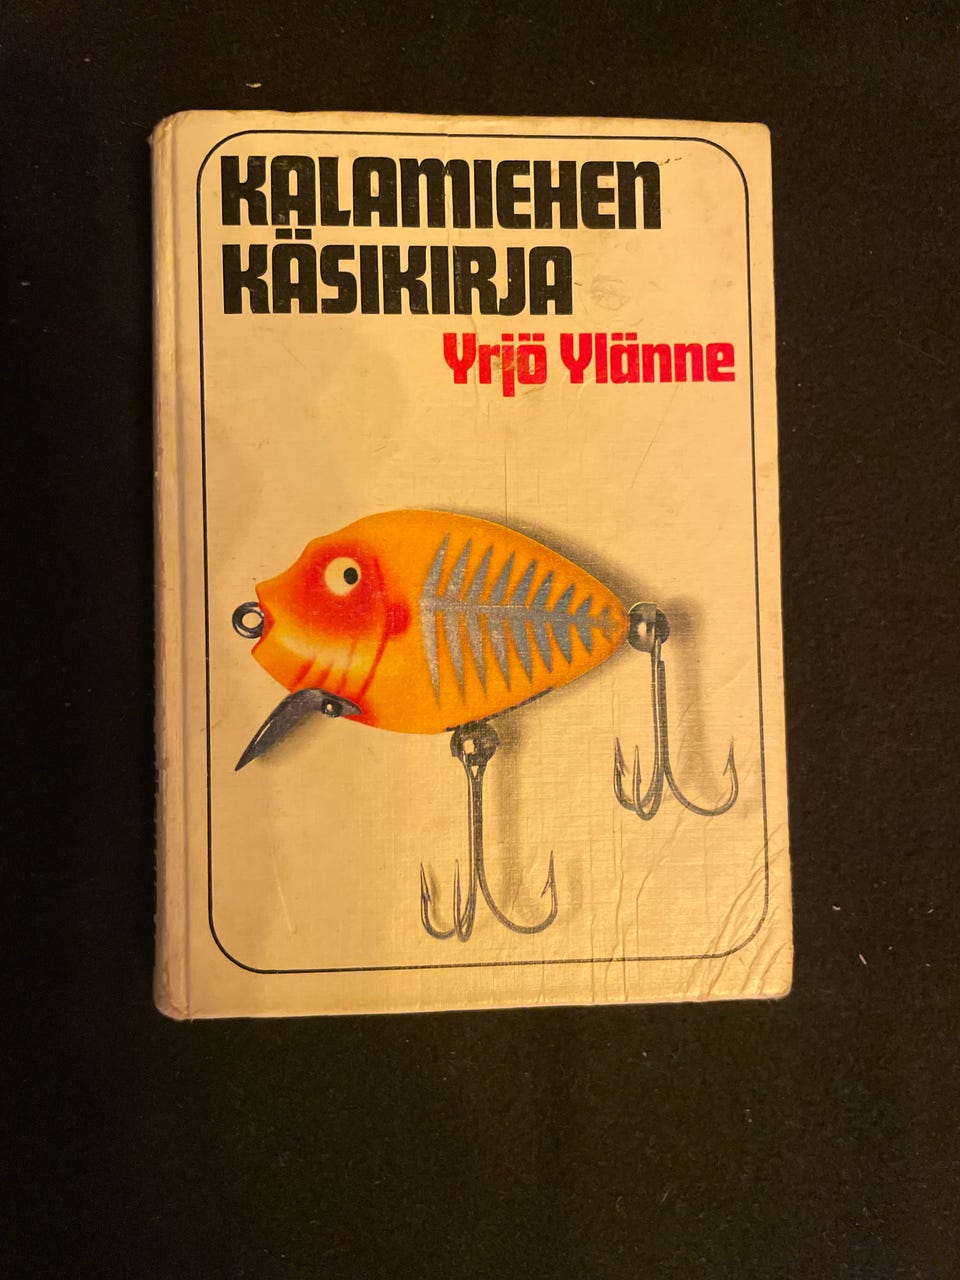 KALAMIEHEN
KÄSIKIRJA
Yrjö Ylänne